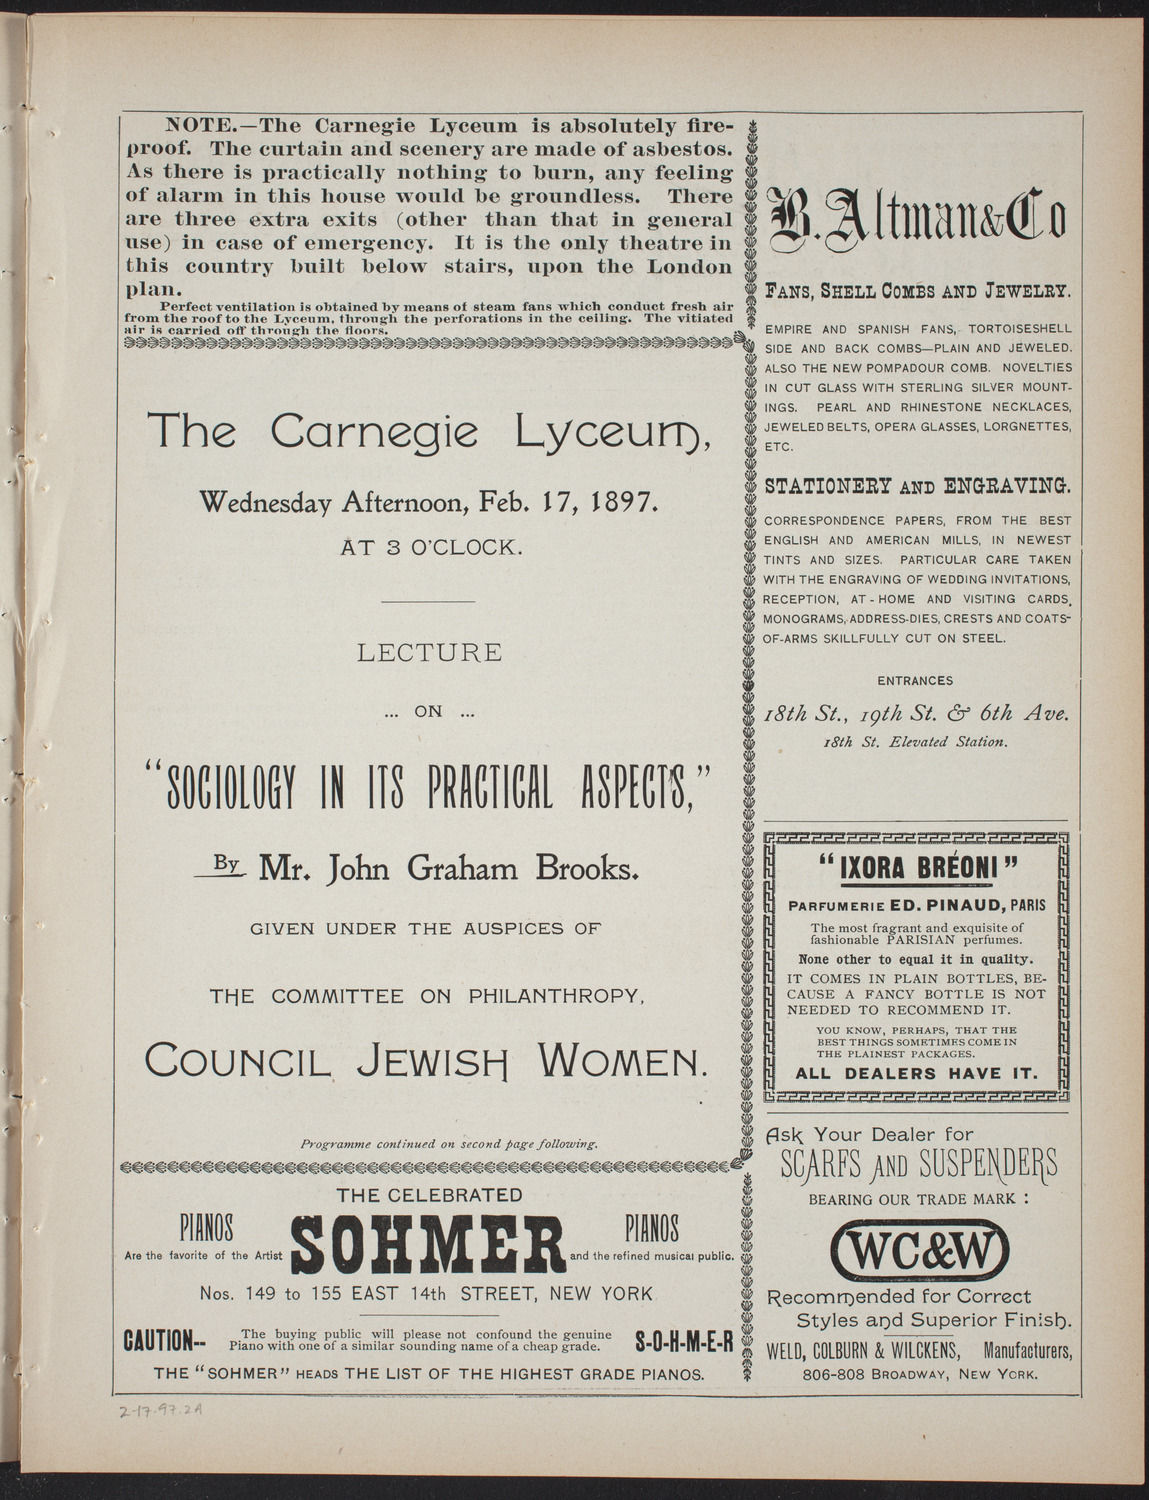 NOTE.—The Carnegie Lyceum is absolutely fire-
proof. The curtain and scenery are made of asbestos.
As there is practically nothing to burn, any feeling
of alarm in this house would be groundless. There
are three extra exits (other than that in general
use) in case of emergency. It is the only theatre in
this country built below stairs, upon the London
plan.
Perfect ventilation is obtained by means of steam fans which conduct fresh air
from the roof to the Lyceum, through the perforations in the ceiling. The vitiated
air is carried off through the floors.
The Carnegie Lyceum,
Wednesday Afternoon, Feb. 17, 1897.
AT 3 O'CLOCK.
LECTURE
... ON ...
“SOCIOLOGY IN ITS PRACTICAL ASPECTS,”
By Mr. John Graham Brooks.
GIVEN UNDER THE AUSPICES OF
THE COMMITTEE ON PHILANTHROPY,
COUNCIL JEWISH WOMEN.
Programme continued on second page following.
THE CELEBRATED
PIANOS SOHMER PIANOS
Are the favorite of the Artist and the refined musical public.
Nos. 149 to 155 EAST 14th STREET, NEW YORK
CAUTION-- The buying public will please not confound the genuine S-O-H-M-E-R
Piano with one of a similar sounding name of a cheap grade.
THE “SOHMER” HEADS THE LIST OF THE HIGHEST GRADE PIANOS.
B. Altman & Co
FANS, SHELL COMBS AND JEWELRY.
EMPIRE AND SPANISH FANS, TORTOISESHELL
SIDE AND BACK COMBS—PLAIN AND JEWELED.
ALSO THE NEW POMPADOUR COMB. NOVELTIES
IN CUT GLASS WITH STERLING SILVER MOUNT-
INGS. PEARL AND RHINESTONE NECKLACES,
JEWELED BELTS, OPERA GLASSES, LORGNETTES,
ETC.
STATIONERY AND ENGRAVING.
CORRESPONDENCE PAPERS, FROM THE BEST
ENGLISH AND AMERICAN MILLS, IN NEWEST
TINTS AND SIZES. PARTICULAR CARE TAKEN
WITH THE ENGRAVING OF WEDDING INVITATIONS,
RECEPTION, AT-HOME AND VISITING CARDS,
MONOGRAMS, ADDRESS-DIES, CRESTS AND COATS-
OF-ARMS SKILLFULLY CUT ON STEEL.
ENTRANCES
18th St., 19th St. & 6th Ave.
18th St. Elevated Station.
“IXORA BRÉONI”
PARFUMERIE ED. PINAUD, PARIS
The most fragrant and exquisite of
fashionable PARISIAN perfumes.
None other to equal it in quality.
IT COMES IN PLAIN BOTTLES, BE-
CAUSE A FANCY BOTTLE IS NOT
NEEDED TO RECOMMEND IT.
YOU KNOW, PERHAPS, THAT THE
BEST THINGS SOMETIMES COME IN
THE PLAINEST PACKAGES.
ALL DEALERS HAVE IT.
Ask Your Dealer for
SCARFS AND SUSPENDERS
BEARING OUR TRADE MARK :
WC&W
Recommended for Correct
Styles and Superior Finish.
WELD, COLBURN & WILCKENS, Manufacturers,
806-808 BROADWAY, NEW YORK.
2-17-97.2A